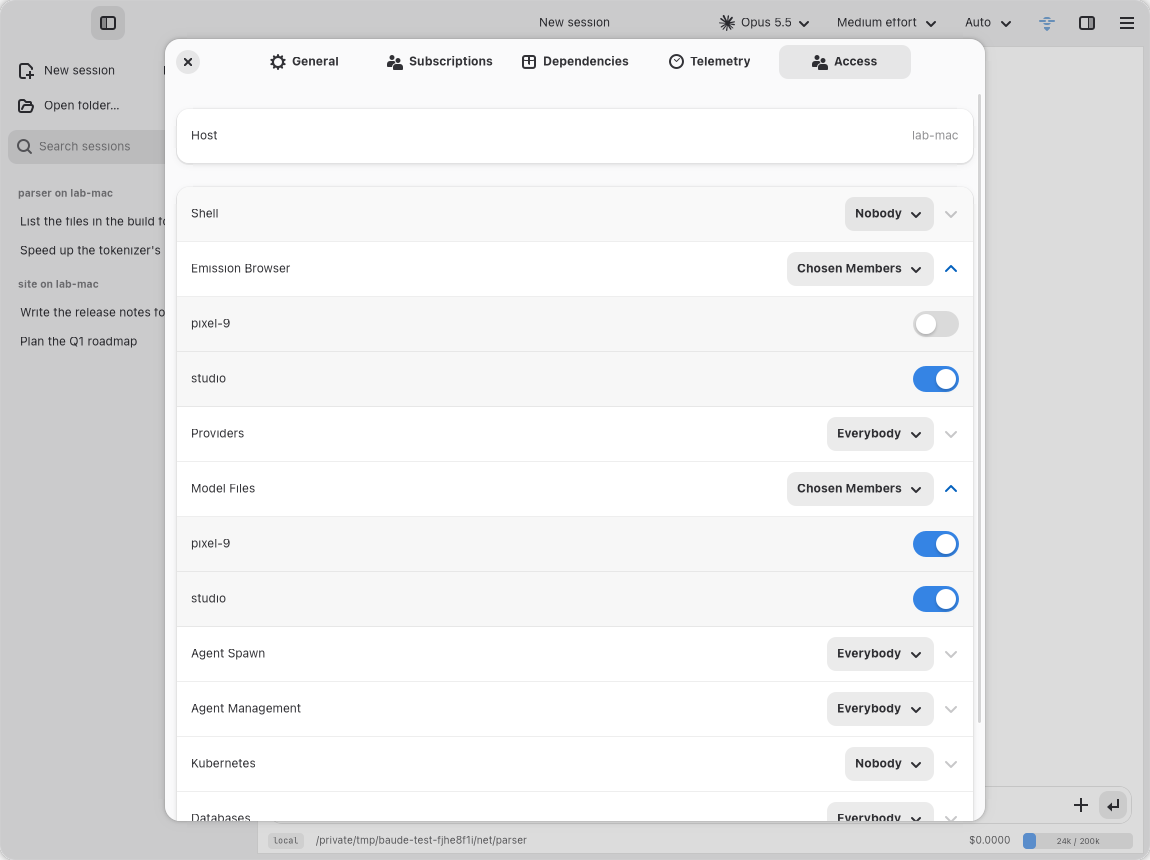 New session
Opus 5.5
Medium effort
Auto
New session
Open folder...
Search sessions
parser on lab-mac
List the files in the build
Speed up the tokenizer's
site on lab-mac
Write the release notes
Plan the Q1 roadmap
General
Subscriptions
Dependencies
Telemetry
Access
Host
lab-mac
Shell
Nobody
Emission Browser
Chosen Members
pixel-9
studio
Providers
Everybody
Model Files
Chosen Members
pixel-9
studio
Agent Spawn
Everybody
Agent Management
Everybody
Kubernetes
Nobody
Databases
Everybody
local
/private/tmp/baude-test-fjhe8f1i/net/parser
$0.0000
24k / 200k